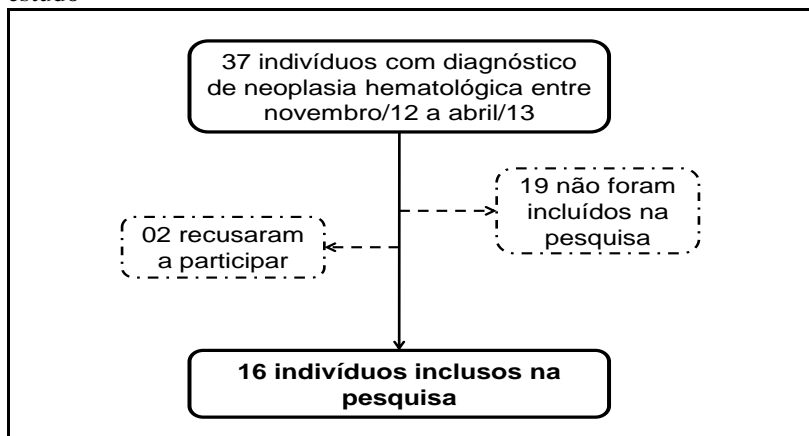 estudo
37 indivíduos com diagnóstico
de neoplasia hematológica entre
novembro/12 a abril/13
19 não foram
incluídos na
pesquisa
02 recusaram
a participar
16 indivíduos inclusos na
pesquisa